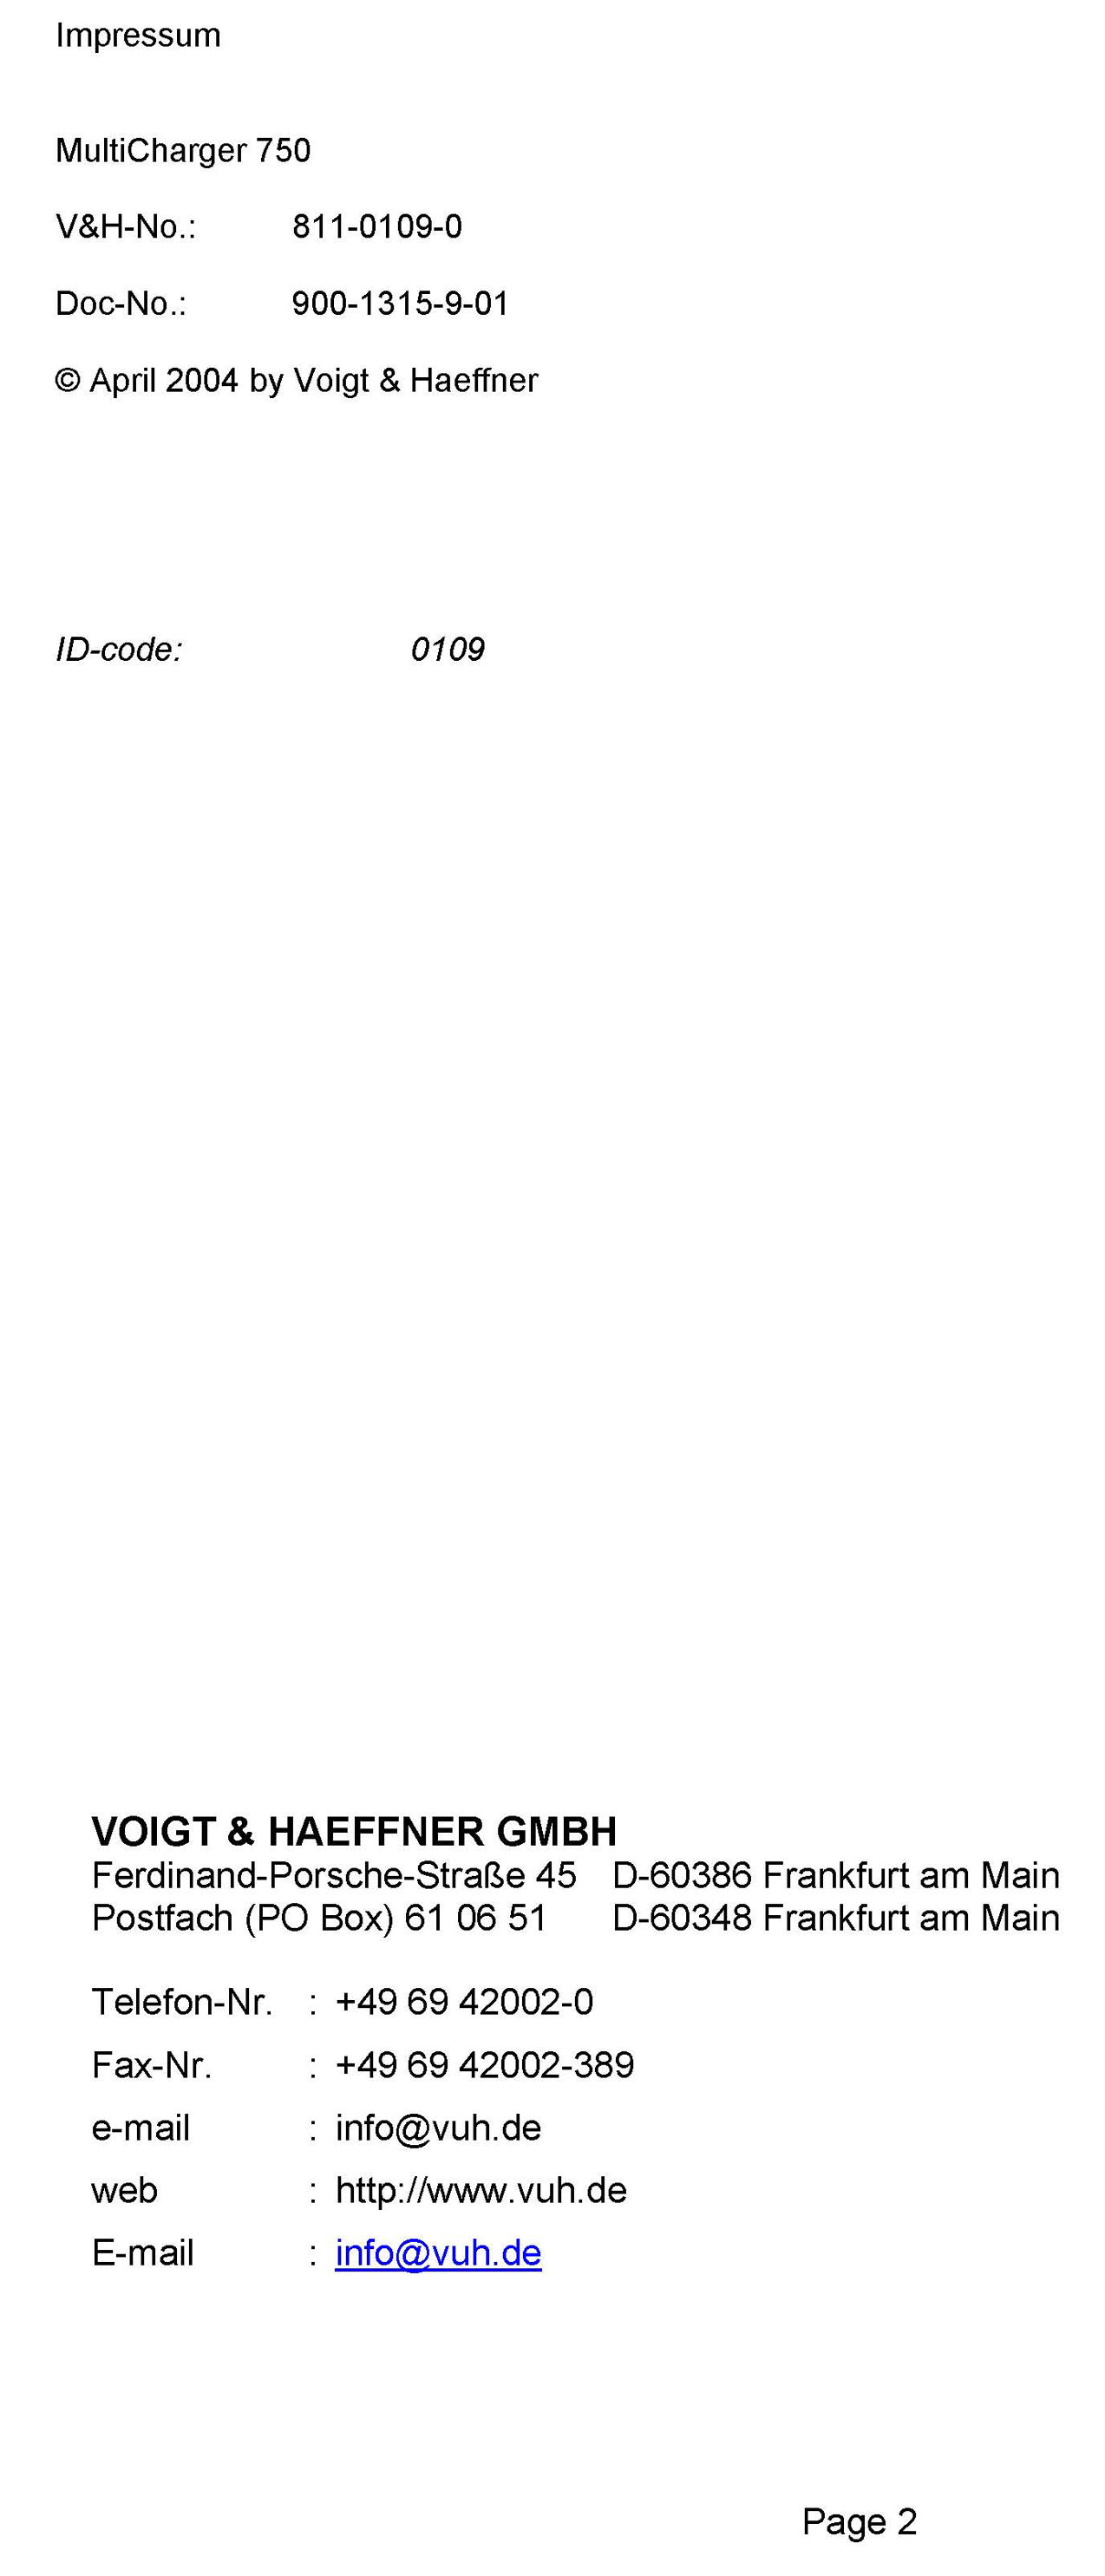 Impressum
MultiCharger 750
V&H-No.: 811-0109-0
Doc-No.: 900-1315-9-01
© April 2004 by Voigt & Haeffner
ID-code: 0109
VOIGT & HAEFFNER GMBH
Ferdinand-Porsche-Straße 45 D-60386 Frankfurt am Main
Postfach (PO Box) 61 06 51 D-60348 Frankfurt am Main
Telefon-Nr. : +49 69 42002-0
Fax-Nr. : +49 69 42002-389
e-mail : info@vuh.de
web : http://www.vuh.de
E-mail : info@vuh.de
Page 2